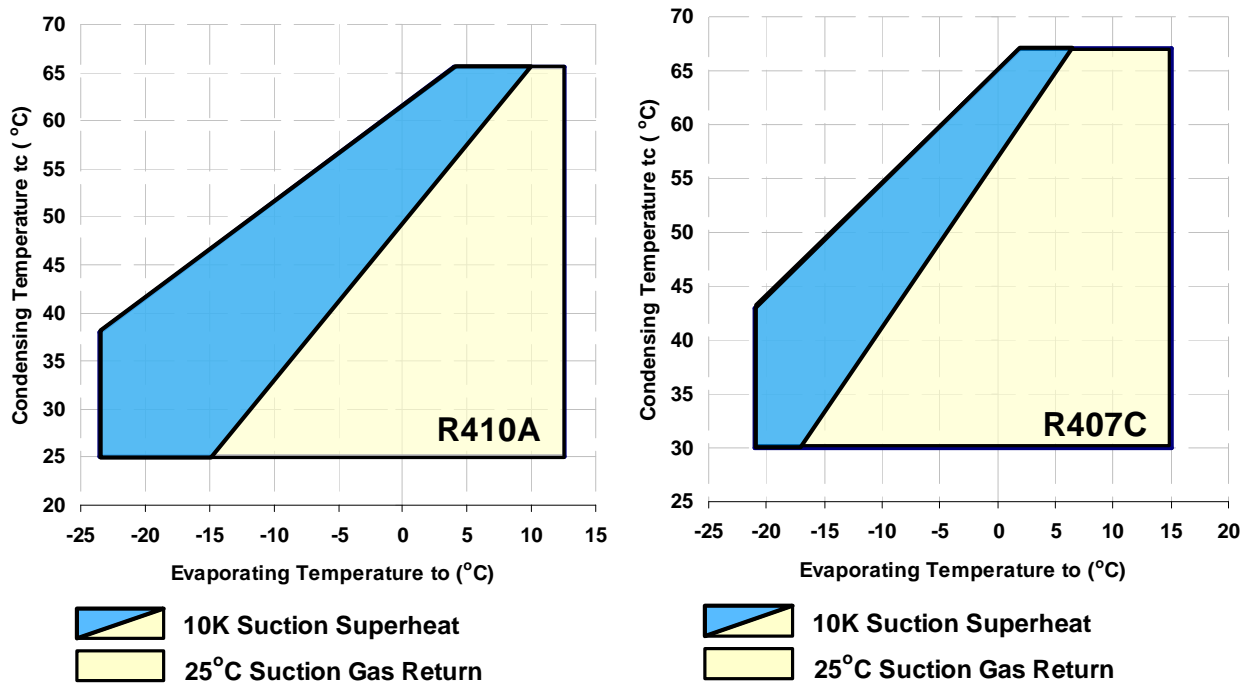 Condensing Temperature tc ( °C)
70
65
60
55
50
45
40
35
30
25
20
R410A
-25 -20 -15 -10 -5 0 5 10 15
Evaporating Temperature to (°C)
10K Suction Superheat
25°C Suction Gas Return
Condensing Temperature tc ( °C)
70
65
60
55
50
45
40
35
30
25
R407C
-25 -20 -15 -10 -5 0 5 10 15 20
Evaporating Temperature to (°C)
10K Suction Superheat
25°C Suction Gas Return